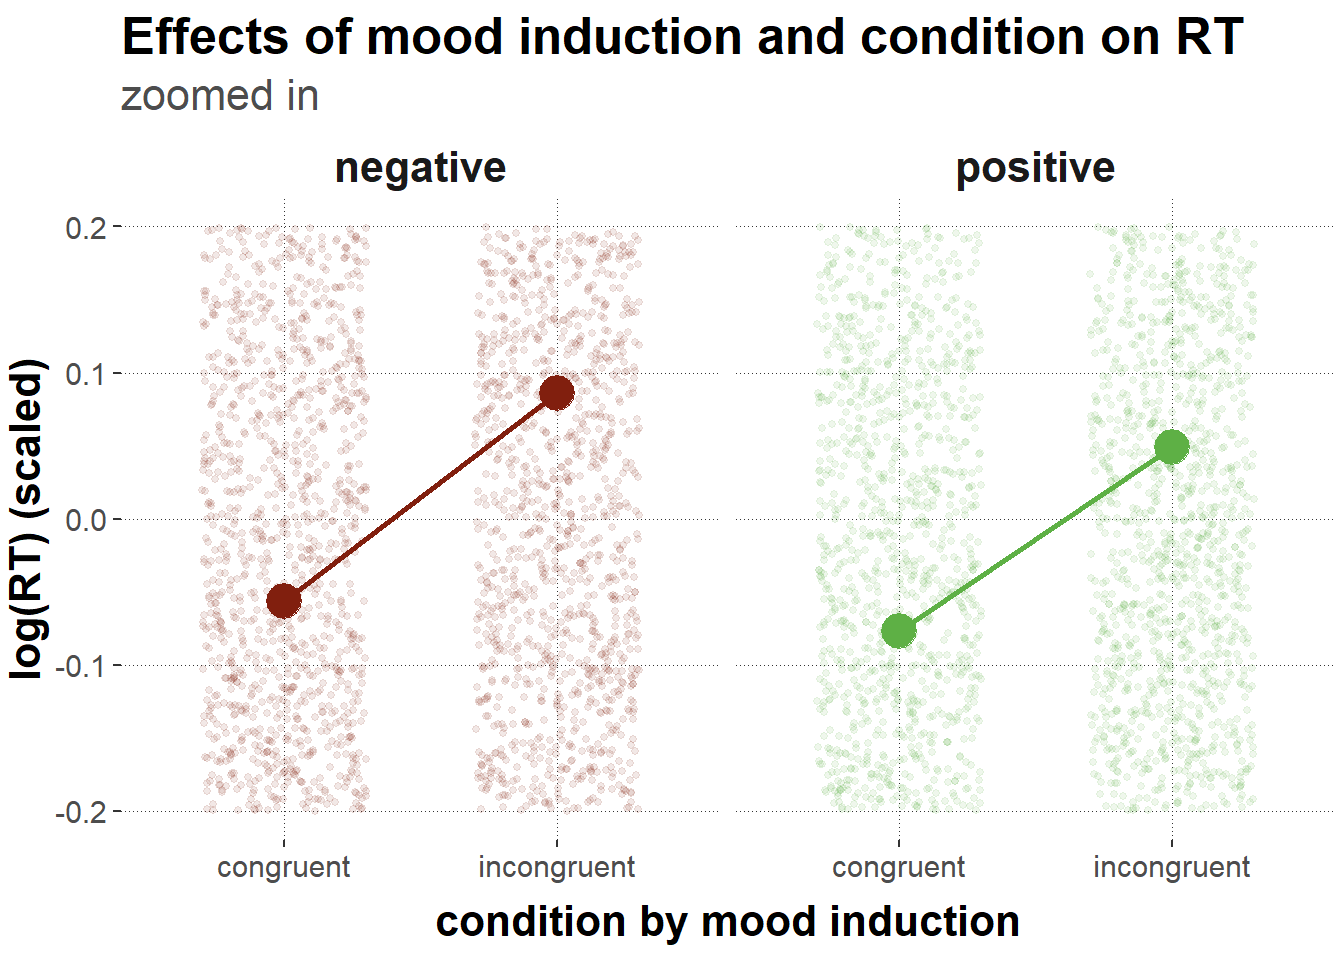 Effects of mood induction and condition on RT
zoomed in
negative
positive
log(RT) (scaled)
0.2
0.1
0.0
-0.1
-0.2
congruent
incongruent
congruent
incongruent
condition by mood induction